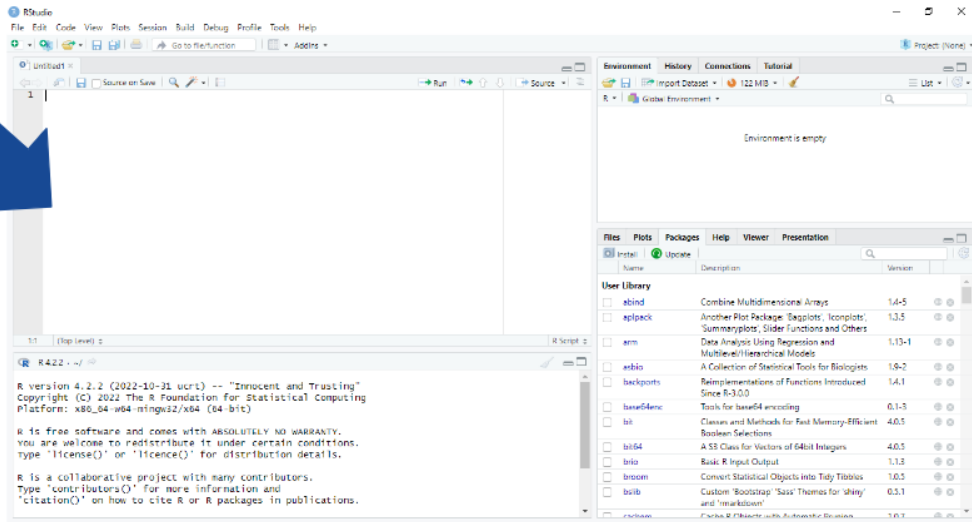 RStudio
File Edit Code View Plots Session Build Debug Profile Tools Help
Go to file/function Addins Project: (None)
Untitled1
Source on Save Run Source
1
1:1 (Top Level) R Script
R 4.2.2 . ~/
R version 4.2.2 (2022-10-31 ucrt) -- "Innocent and Trusting"
Copyright (C) 2022 The R Foundation for Statistical Computing
Platform: x86_64-w64-mingw32/x64 (64-bit)
R is free software and comes with ABSOLUTELY NO WARRANTY.
You are welcome to redistribute it under certain conditions.
Type 'license()' or 'licence()' for distribution details.
R is a collaborative project with many contributors.
Type 'contributors()' for more information and
'citation()' on how to cite R or R packages in publications.
Environment History Connections Tutorial
Import Dataset 122 MiB List
R Global Environment
Environment is empty
Files Plots Packages Help Viewer Presentation
Install Update
Name Description Version
User Library
abind Combine Multidimensional Arrays 1.4-5
aplpack Another Plot Package: 'Bagplots', 'Iconplots', 1.3.5
'Summaryplots', Slider Functions and Others
arm Data Analysis Using Regression and 1.13-1
Multilevel/Hierarchical Models
asbio A Collection of Statistical Tools for Biologists 1.9-2
backports Reimplementations of Functions Introduced 1.4.1
Since R-3.0.0
base64enc Tools for base64 encoding 0.1-3
bit Classes and Methods for Fast Memory-Efficient 4.0.5
Boolean Selections
bit64 A S3 Class for Vectors of 64bit Integers 4.0.5
brio Basic R Input Output 1.1.3
broom Convert Statistical Objects into Tidy Tibbles 1.0.5
bslib Custom 'Bootstrap' 'Sass' Themes for 'shiny' 0.5.1
and 'rmarkdown'
cachem Cache R Objects with Automatic Pruning 1.0.7